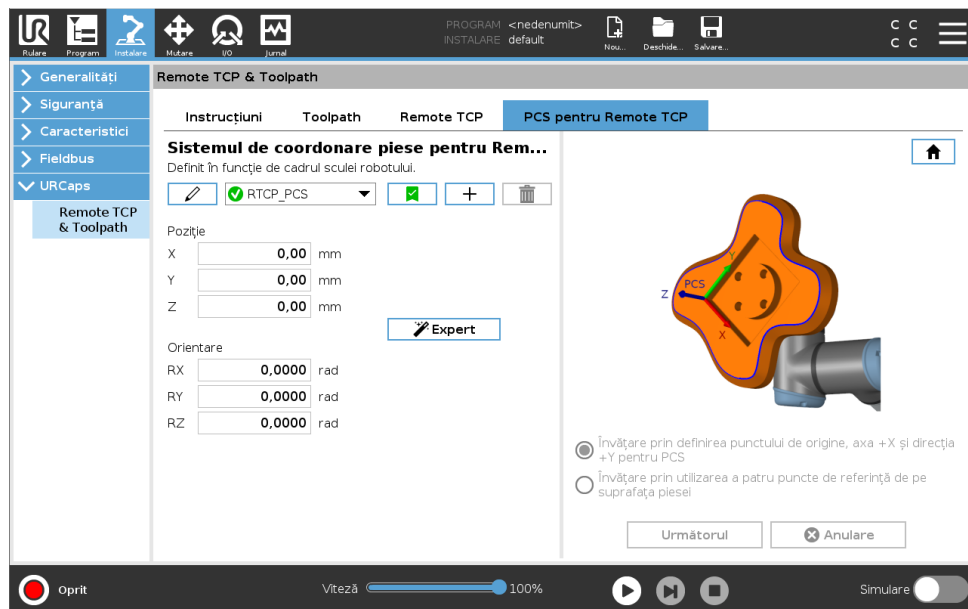 PROGRAM <nedenumit>
INSTALARE default
Rulare Program Instalare Mutare I/O Jurnal Nou... Deschide... Salvare...
C C
C C
Generalități
Siguranță
Caracteristici
Fieldbus
URCaps
Remote TCP
& Toolpath
Remote TCP & Toolpath
Instrucțiuni Toolpath Remote TCP PCS pentru Remote TCP
Sistemul de coordonare piese pentru Rem...
Definit în funcție de cadrul sculei robotului.
RTCP_PCS
Poziție
X 0,00 mm
Y 0,00 mm
Z 0,00 mm
Expert
Orientare
RX 0,0000 rad
RY 0,0000 rad
RZ 0,0000 rad
Y
PCS
Z
X
Învățare prin definirea punctului de origine, axa +X și direcția
+Y pentru PCS
Învățare prin utilizarea a patru puncte de referință de pe
suprafața piesei
Următorul Anulare
Oprit Viteză 100% Simulare